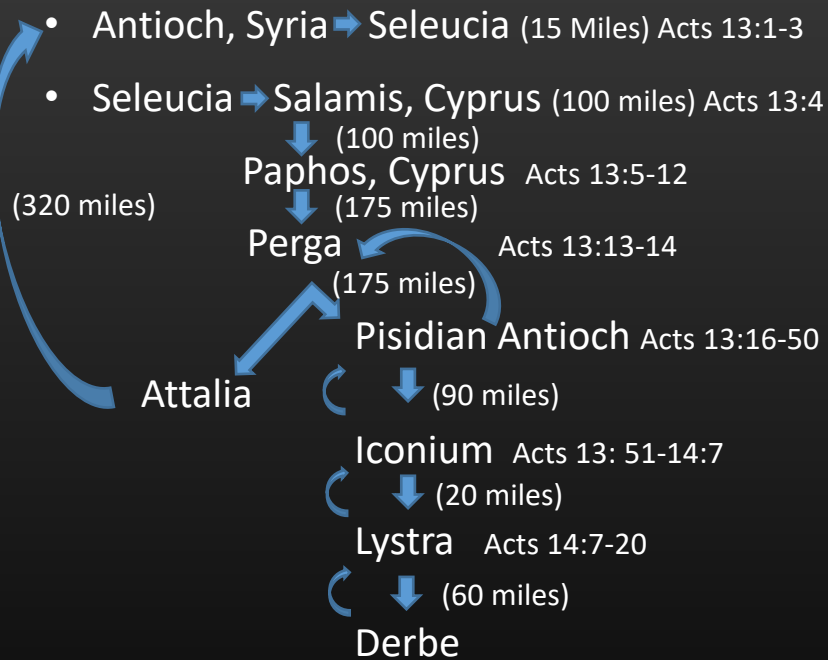 • Antioch, Syria Seleucia (15 Miles) Acts 13:1-3
• Seleucia Salamis, Cyprus (100 miles) Acts 13:4
(100 miles)
Paphos, Cyprus Acts 13:5-12
(320 miles) (175 miles)
Perga Acts 13:13-14
(175 miles)
Pisidian Antioch Acts 13:16-50
Attalia (90 miles)
Iconium Acts 13: 51-14:7
(20 miles)
Lystra Acts 14:7-20
(60 miles)
Derbe